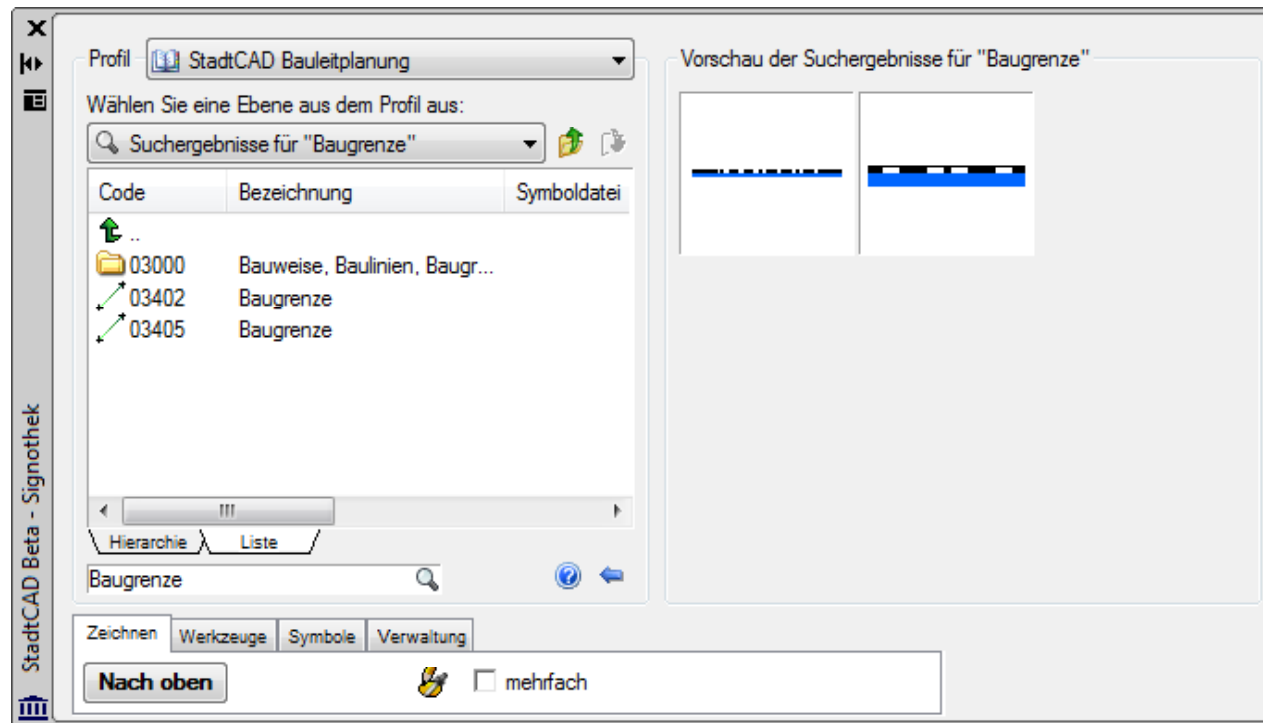 StadtCAD Beta - Signothek
Profil
StadtCAD Bauleitplanung
Wählen Sie eine Ebene aus dem Profil aus:
Suchergebnisse für "Baugrenze"
Code Bezeichnung Symboldatei
..
03000 Bauweise, Baulinien, Baugr...
03402 Baugrenze
03405 Baugrenze
Hierarchie Liste
Baugrenze
Vorschau der Suchergebnisse für "Baugrenze"
Zeichnen Werkzeuge Symbole Verwaltung
Nach oben mehrfach